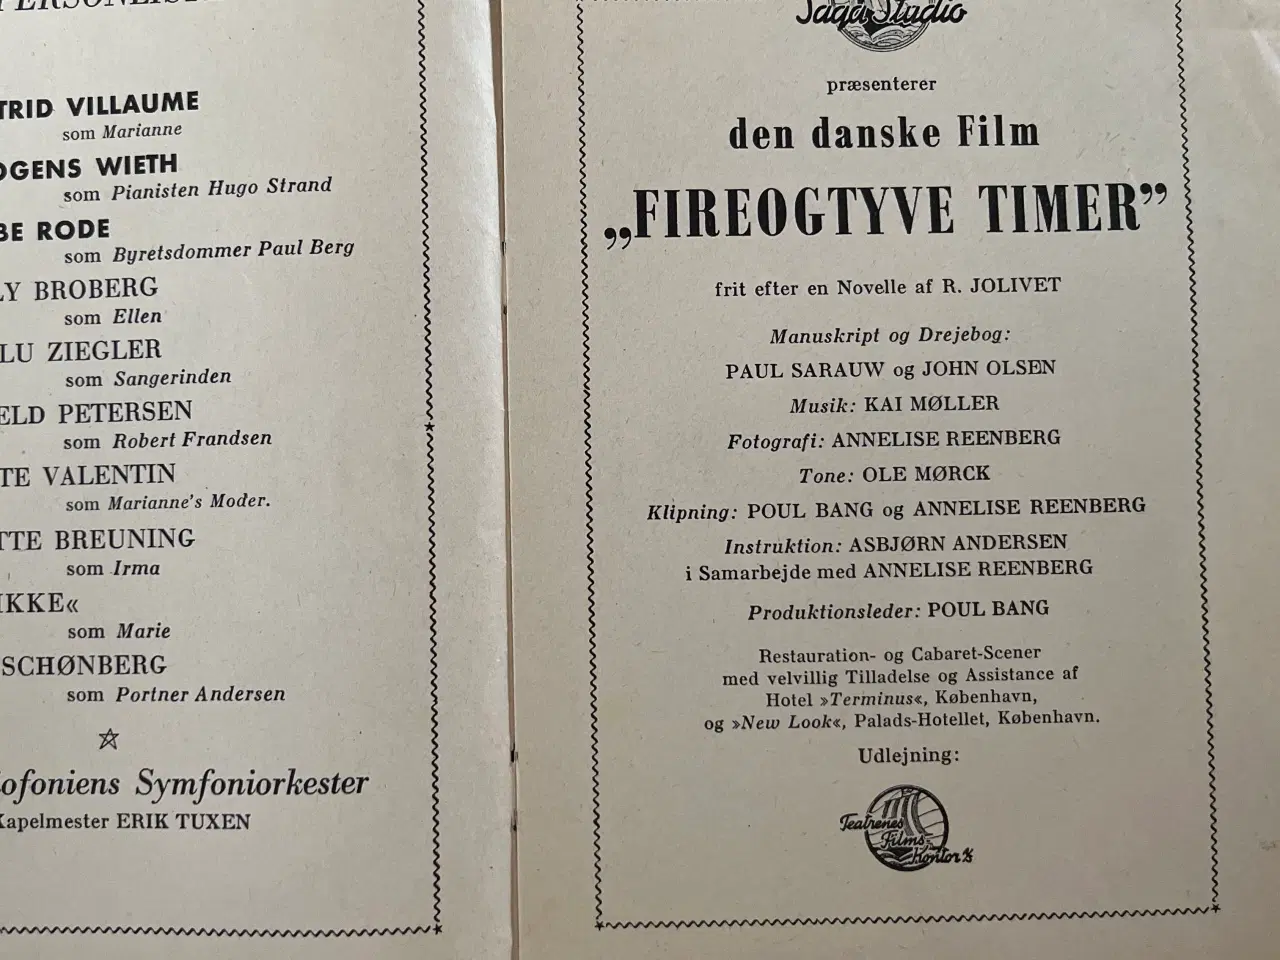 TRID VILLAUME
som Marianne
OGENS WIETH
som Pianisten Hugo Strand
BE RODE
som Byretsdommer Paul Berg
LY BROBERG
som Ellen
LU ZIEGLER
som Sangerinden
ELD PETERSEN
som Robert Frandsen
TE VALENTIN
som Marianne's Moder.
TTE BREUNING
som Irma
IKKE«
som Marie
SCHØNBERG
som Portner Andersen
iofoniens Symfoniorkester
Kapelmester ERIK TUXEN
Saga Studio
præsenterer
den danske Film
„FIREOGTYVE TIMER”
frit efter en Novelle af R. JOLIVET
Manuskript og Drejebog:
PAUL SARAUW og JOHN OLSEN
Musik: KAI MØLLER
Fotografi: ANNELISE REENBERG
Tone: OLE MØRCK
Klipning: POUL BANG og ANNELISE REENBERG
Instruktion: ASBJØRN ANDERSEN
i Samarbejde med ANNELISE REENBERG
Produktionsleder: POUL BANG
Restauration- og Cabaret-Scener
med velvillig Tilladelse og Assistance af
Hotel »Terminus«, København,
og »New Look«, Palads-Hotellet, København.
Udlejning:
Teatrenes
Films-
Kontor A/S